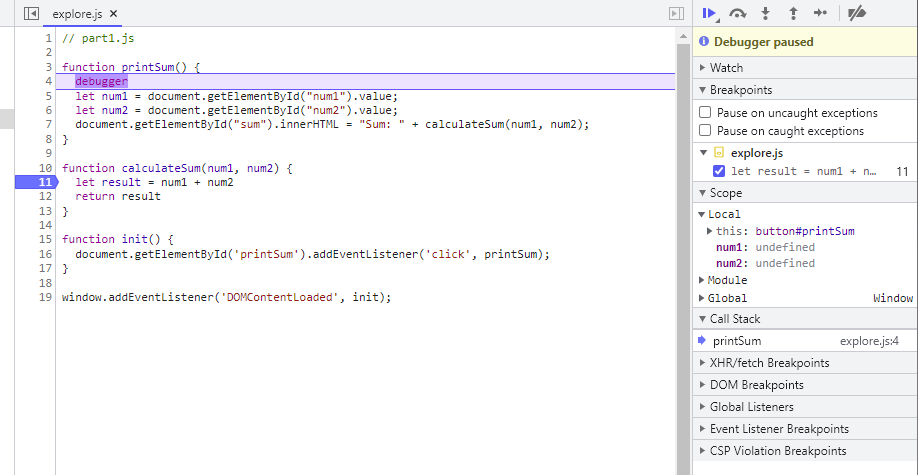 explore.js ×
1 // part1.js
2
3 function printSum() {
4 debugger
5 let num1 = document.getElementById("num1").value;
6 let num2 = document.getElementById("num2").value;
7 document.getElementById("sum").innerHTML = "Sum: " + calculateSum(num1, num2);
8 }
9
10 function calculateSum(num1, num2) {
11 let result = num1 + num2
12 return result
13 }
14
15 function init() {
16 document.getElementById('printSum').addEventListener('click', printSum);
17 }
18
19 window.addEventListener('DOMContentLoaded', init);
Debugger paused
Watch
Breakpoints
Pause on uncaught exceptions
Pause on caught exceptions
explore.js
let result = num1 + n… 11
Scope
Local
this: button#printSum
num1: undefined
num2: undefined
Module
Global Window
Call Stack
printSum explore.js:4
XHR/fetch Breakpoints
DOM Breakpoints
Global Listeners
Event Listener Breakpoints
CSP Violation Breakpoints